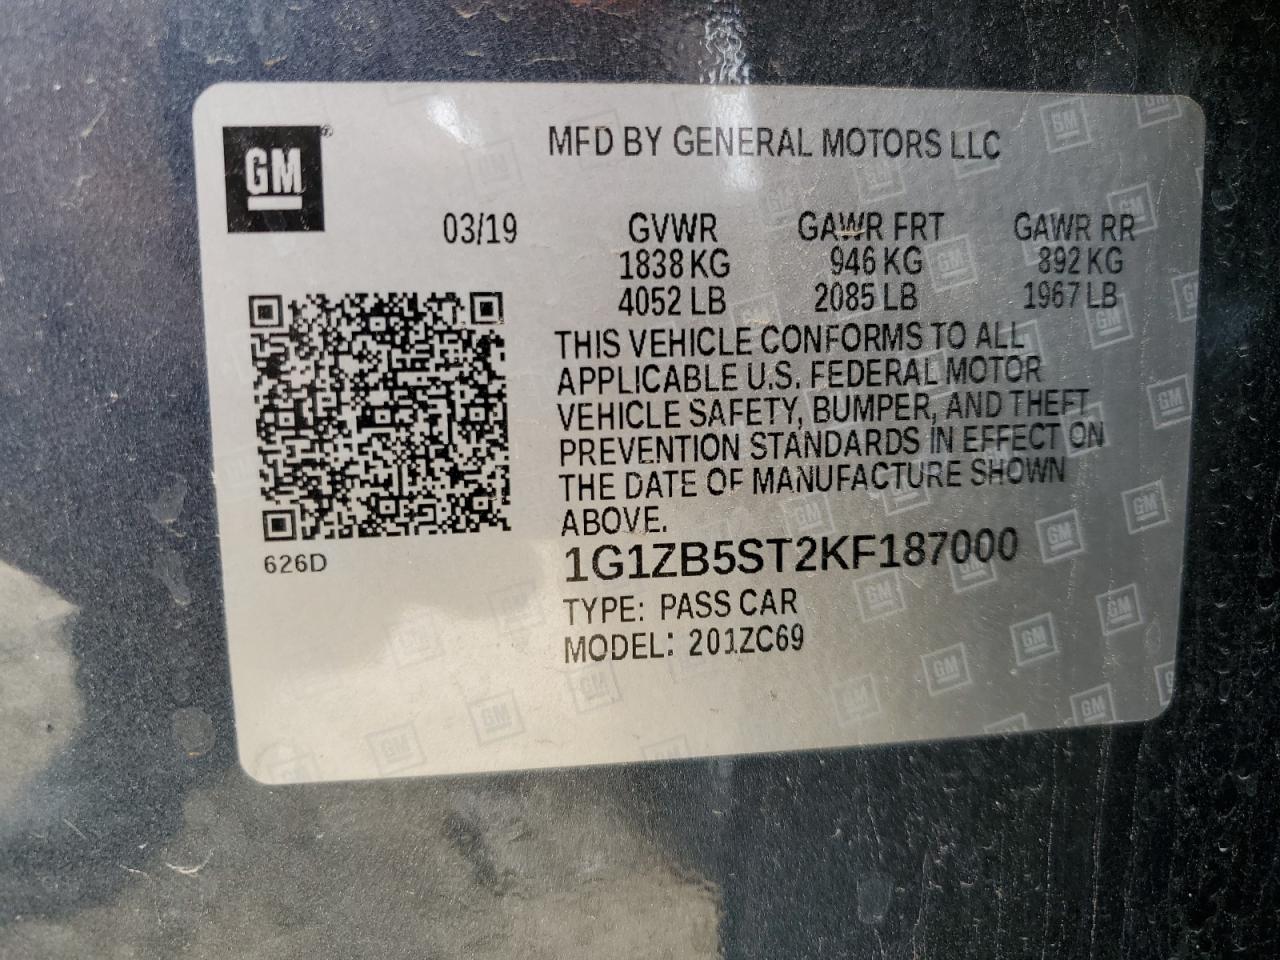 GM®
MFD BY GENERAL MOTORS LLC
03/19 GVWR GAWR FRT GAWR RR
1838 KG 946 KG 892 KG
4052 LB 2085 LB 1967 LB
THIS VEHICLE CONFORMS TO ALL
APPLICABLE U.S. FEDERAL MOTOR
VEHICLE SAFETY, BUMPER, AND THEFT
PREVENTION STANDARDS IN EFFECT ON
THE DATE OF MANUFACTURE SHOWN
ABOVE.
626D
1G1ZB5ST2KF187000
TYPE: PASS CAR
MODEL: 201ZC69